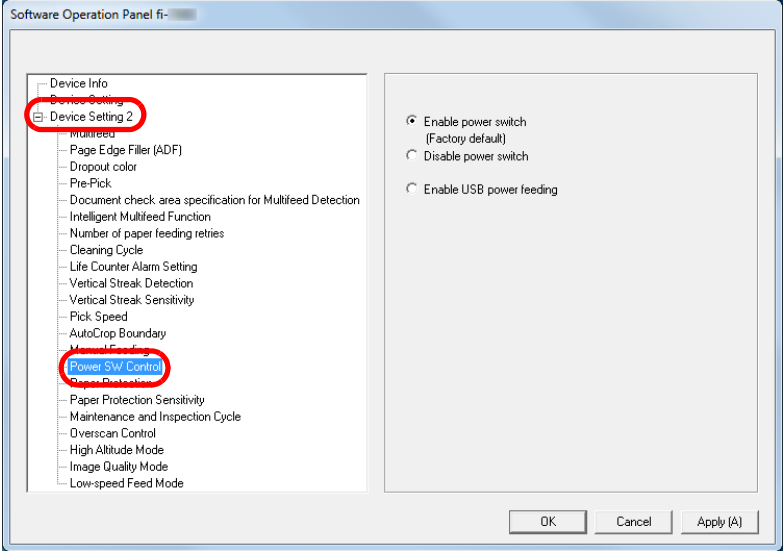 Software Operation Panel fi-
Device Info
Device Setting
Device Setting 2
Multifeed
Page Edge Filler (ADF)
Dropout color
Pre-Pick
Document check area specification for Multifeed Detection
Intelligent Multifeed Function
Number of paper feeding retries
Cleaning Cycle
Life Counter Alarm Setting
Vertical Streak Detection
Vertical Streak Sensitivity
Pick Speed
AutoCrop Boundary
Manual Feeding
Power SW Control
Paper Protection
Paper Protection Sensitivity
Maintenance and Inspection Cycle
Overscan Control
High Altitude Mode
Image Quality Mode
Low-speed Feed Mode
Enable power switch
(Factory default)
Disable power switch
Enable USB power feeding
OK
Cancel
Apply (A)